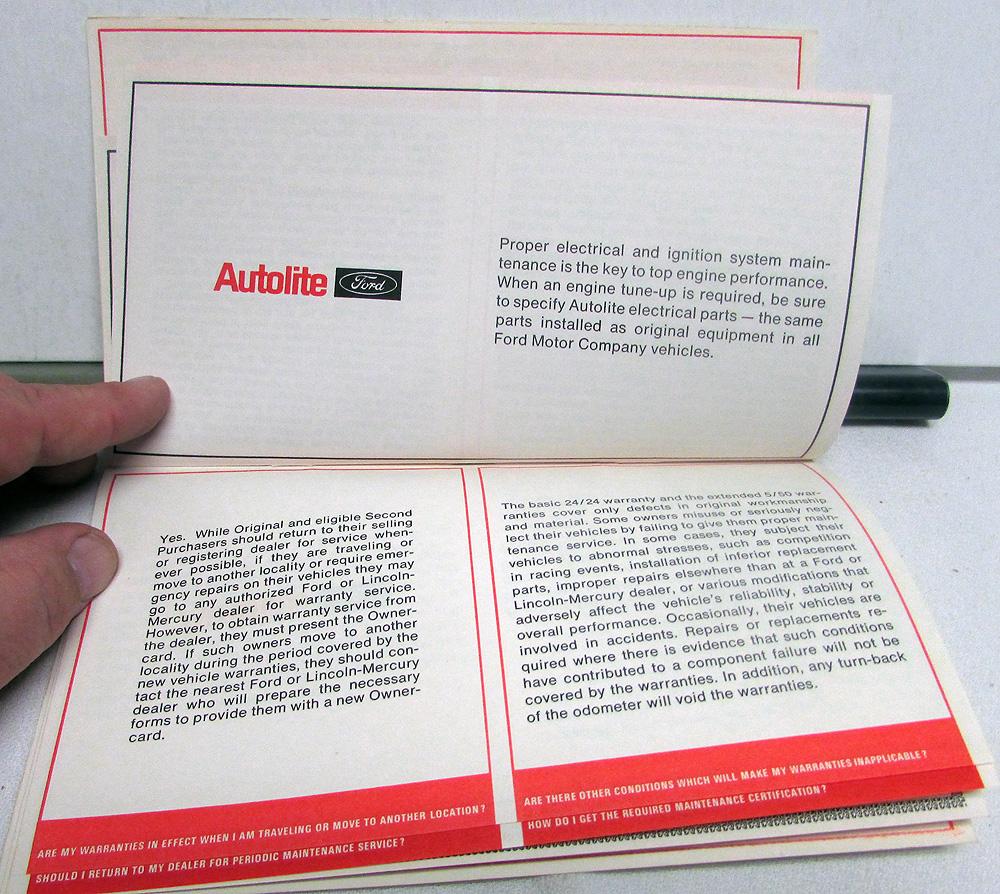 Autolite Ford
Proper electrical and ignition system main-
tenance is the key to top engine performance.
When an engine tune-up is required, be sure
to specify Autolite electrical parts — the same
parts installed as original equipment in all
Ford Motor Company vehicles.
Yes. While Original and eligible Second
Purchasers should return to their selling
or registering dealer for service when-
ever possible, if they are traveling or
move to another locality or require emer-
gency repairs on their vehicles they may
go to any authorized Ford or Lincoln-
Mercury dealer for warranty service.
However, to obtain warranty service from
the dealer, they must present the Owner-
card. If such owners move to another
locality during the period covered by the
new vehicle warranties, they should con-
tact the nearest Ford or Lincoln-Mercury
dealer who will prepare the necessary
forms to provide them with a new Owner-
card.
ARE MY WARRANTIES IN EFFECT WHEN I AM TRAVELING OR MOVE TO ANOTHER LOCATION?
SHOULD I RETURN TO MY DEALER FOR PERIODIC MAINTENANCE SERVICE?
The basic 24/24 warranty and the extended 5/50 war-
ranties cover only defects in original workmanship
and material. Some owners misuse or seriously neg-
lect their vehicles by failing to give them proper main-
tenance service. In some cases, they subject their
vehicles to abnormal stresses, such as competition
in racing events, installation of inferior replacement
parts, improper repairs elsewhere than at a Ford or
Lincoln-Mercury dealer, or various modifications that
adversely affect the vehicle's reliability, stability or
overall performance. Occasionally, their vehicles are
involved in accidents. Repairs or replacements re-
quired where there is evidence that such conditions
have contributed to a component failure will not be
covered by the warranties. In addition, any turn-back
of the odometer will void the warranties.
ARE THERE OTHER CONDITIONS WHICH WILL MAKE MY WARRANTIES INAPPLICABLE?
HOW DO I GET THE REQUIRED MAINTENANCE CERTIFICATION?